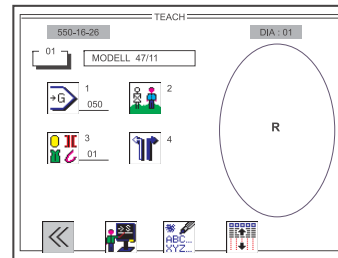 TEACH
550-16-26
DIA : 01
01
MODELL 47/11
G
1
050
2
R
3
01
4
S
ABC...
XYZ...